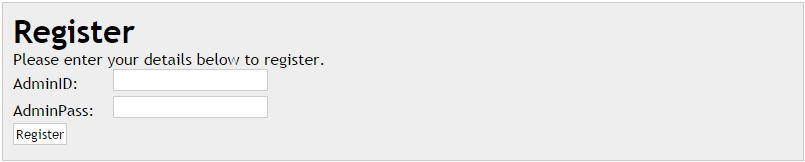 Register
Please enter your details below to register.
AdminID:
AdminPass:
Register